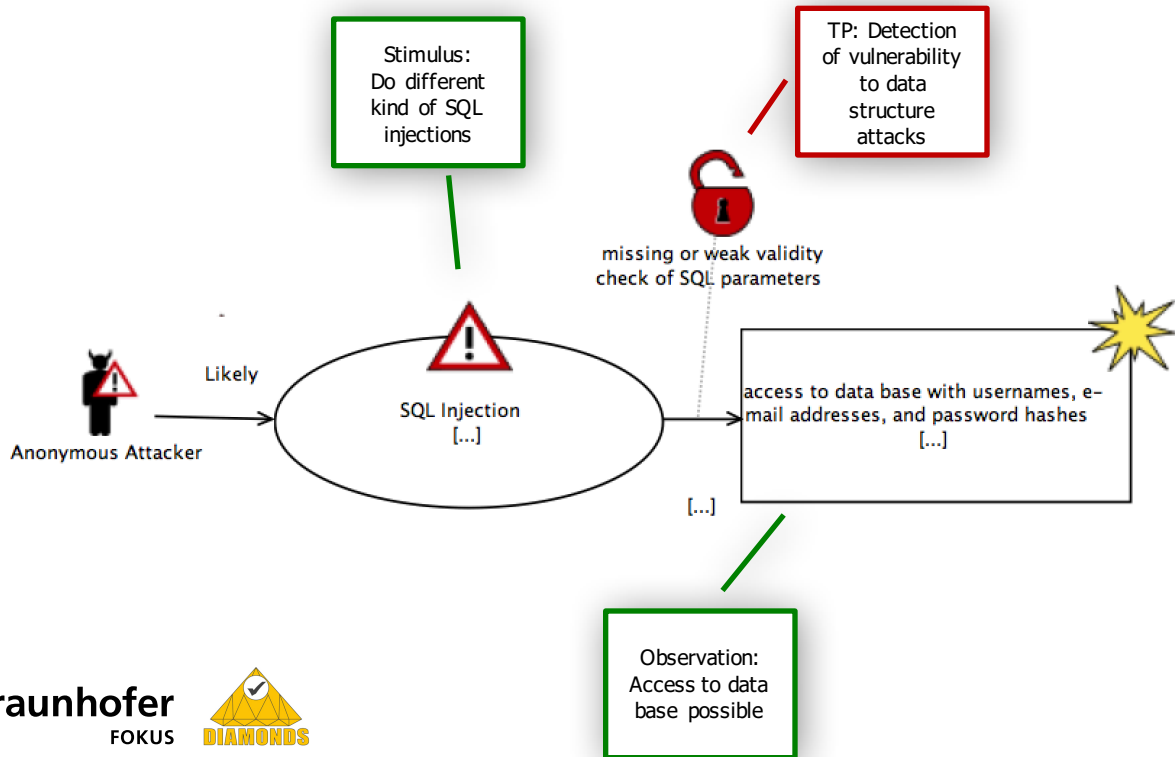 Stimulus:
Do different
kind of SQL
injections
TP: Detection
of vulnerability
to data
structure
attacks
missing or weak validity
check of SQL parameters
Likely
Anonymous Attacker
SQL Injection
[...]
access to data base with usernames, e-
mail addresses, and password hashes
[...]
[...]
Observation:
Access to data
base possible
raunhofer
FOKUS
DIAMONDS